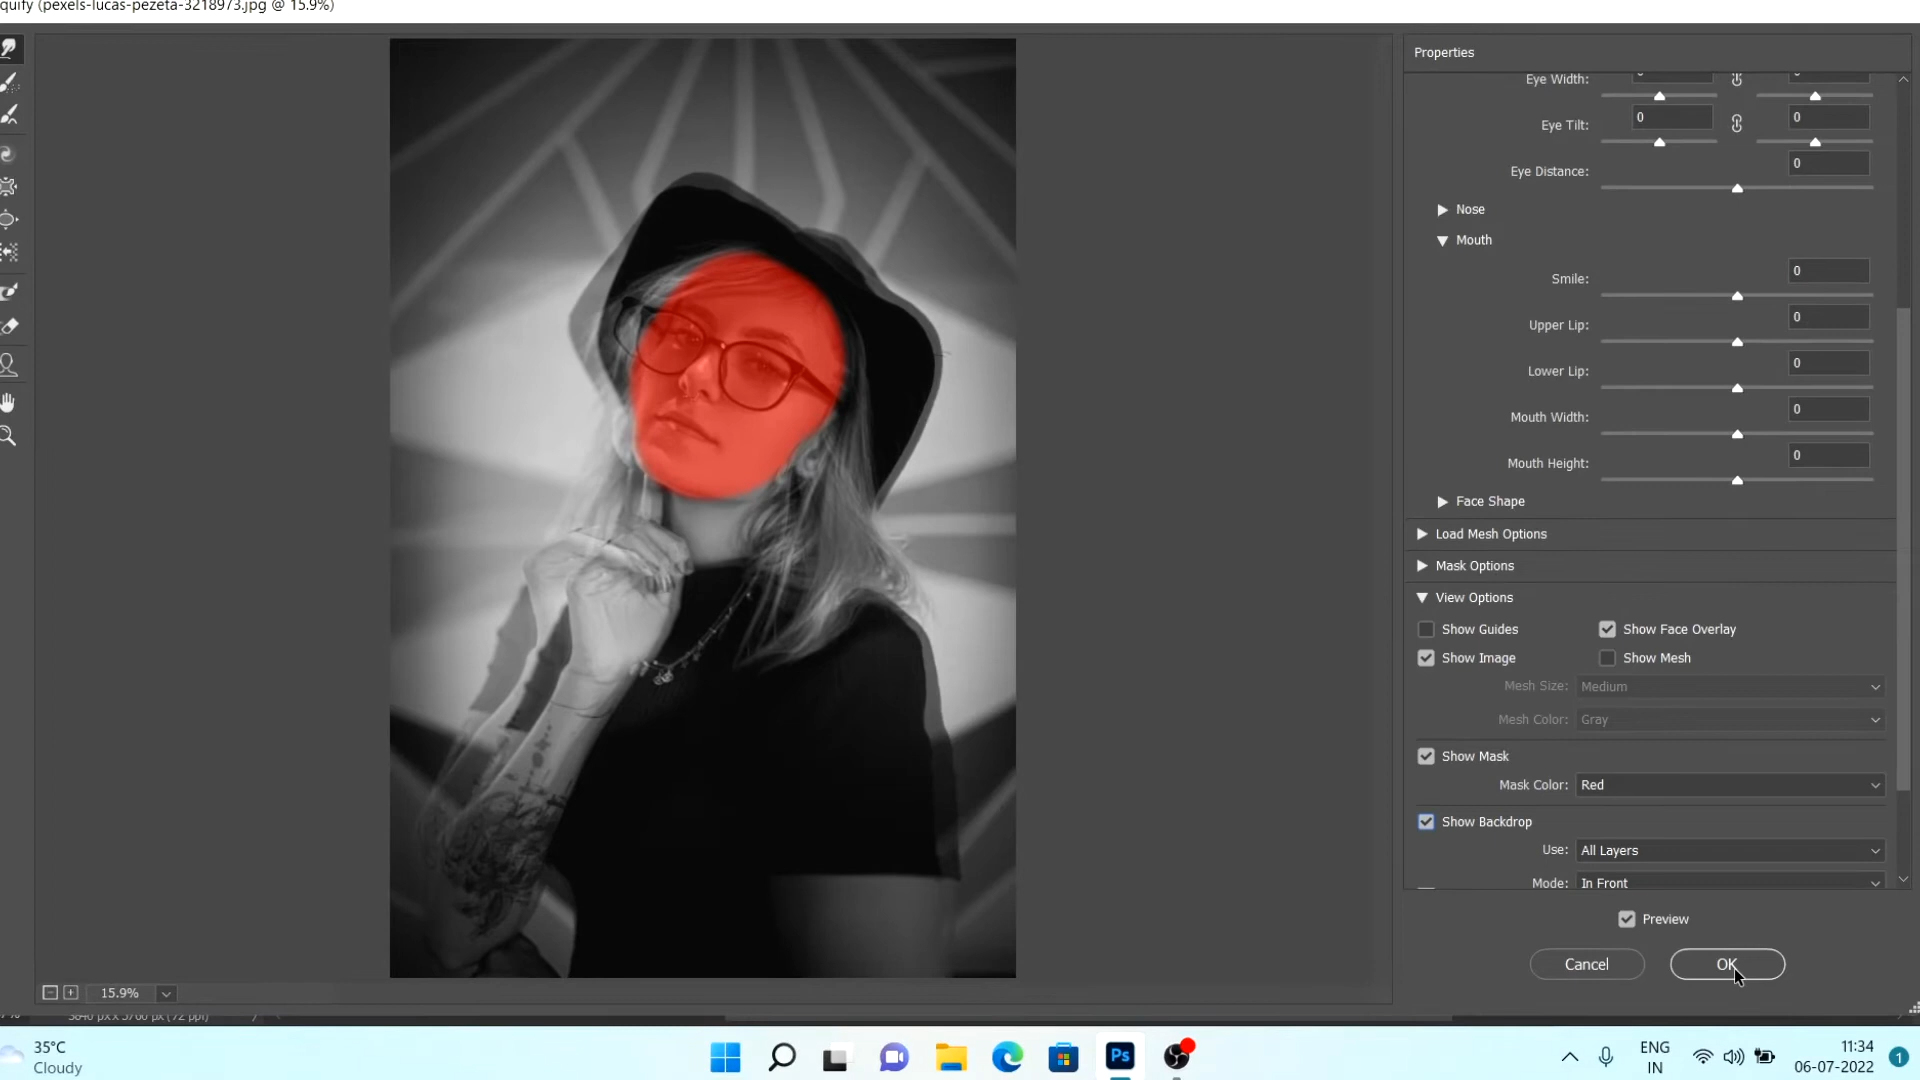 quify (pexels-lucas-pezeta-3218973.jpg @ 15.9%)
Properties
Eye Width:
Eye Tilt: 0 0
Eye Distance: 0
Nose
Mouth
Smile: 0
Upper Lip: 0
Lower Lip: 0
Mouth Width: 0
Mouth Height: 0
Face Shape
Load Mesh Options
Mask Options
View Options
Show Guides Show Face Overlay
Show Image Show Mesh
Mesh Size: Medium
Mesh Color: Gray
Show Mask
Mask Color: Red
Show Backdrop
Use: All Layers
Mode: In Front
Preview
Cancel OK
15.9%
35°C
Cloudy
Ps
ENG
IN
11:34
06-07-2022
1